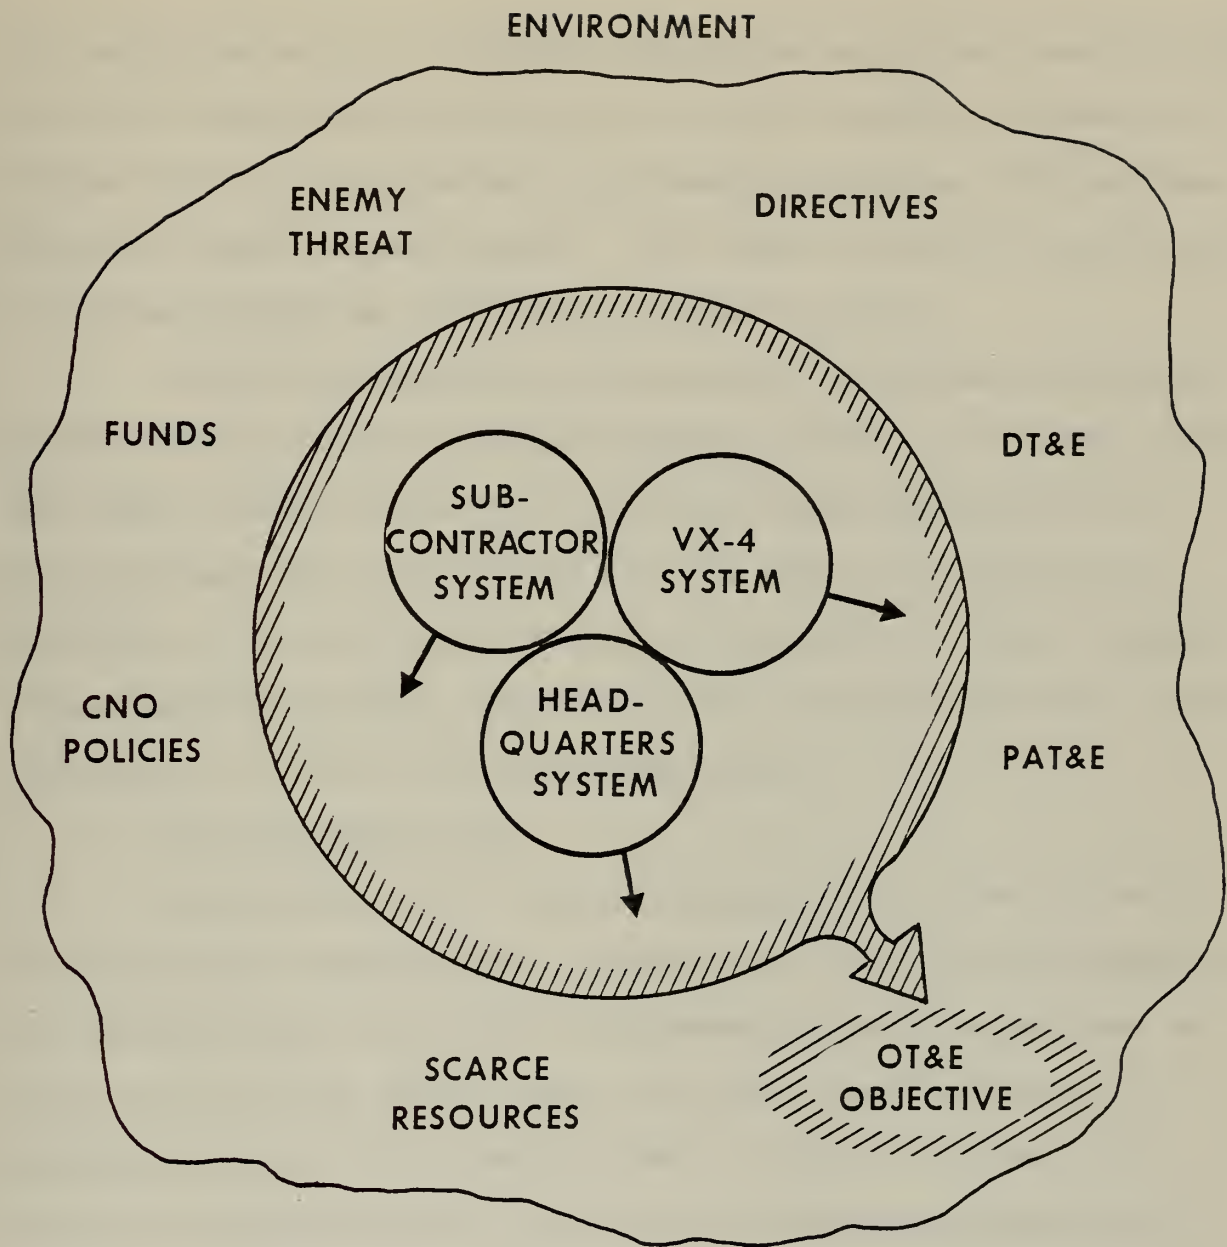 ENVIRONMENT
ENEMY
THREAT
DIRECTIVES
FUNDS
DT&E
SUB-
CONTRACTOR
SYSTEM
VX-4
SYSTEM
CNO
POLICIES
HEAD-
QUARTERS
SYSTEM
PAT&E
SCARCE
RESOURCES
OT&E
OBJECTIVE